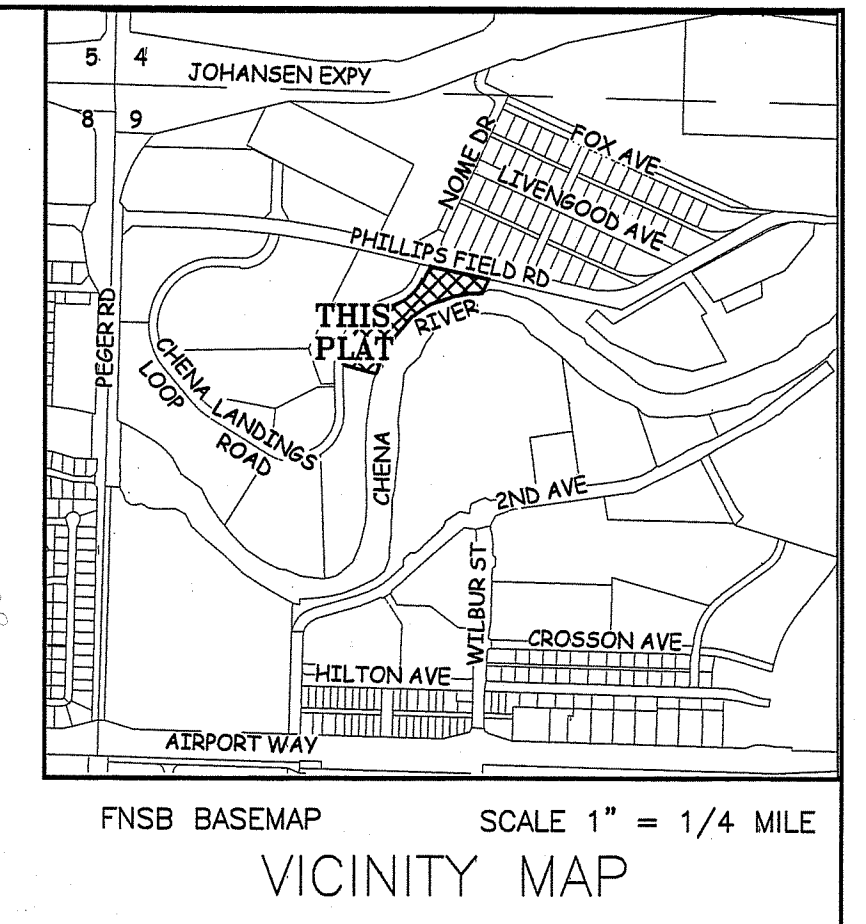 5 4
JOHANSEN EXPY
8 9
FOX AVE
NOME DR
LIVENGOOD AVE
PHILLIPS FIELD RD
THIS
PLAT
RIVER
PEGER RD
CHENA LANDINGS
LOOP
ROAD
CHENA
2ND AVE
WILBUR ST
CROSSON AVE
HILTON AVE
AIRPORT WAY
FNSB BASEMAP
SCALE 1" = 1/4 MILE
VICINITY MAP